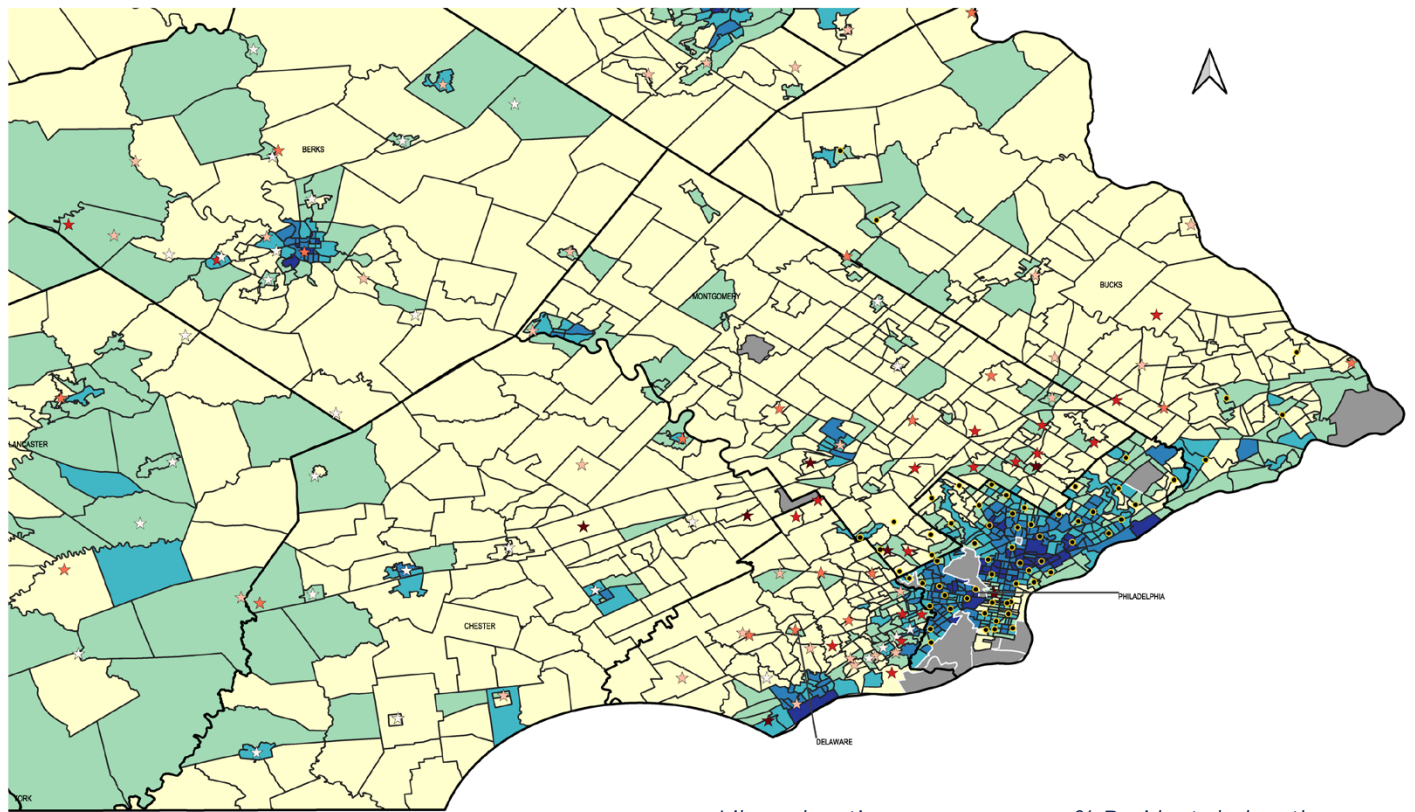 BERKS
MONTGOMERY
BUCKS
LANCASTER
PHILADELPHIA
CHESTER
DELAWARE
YORK